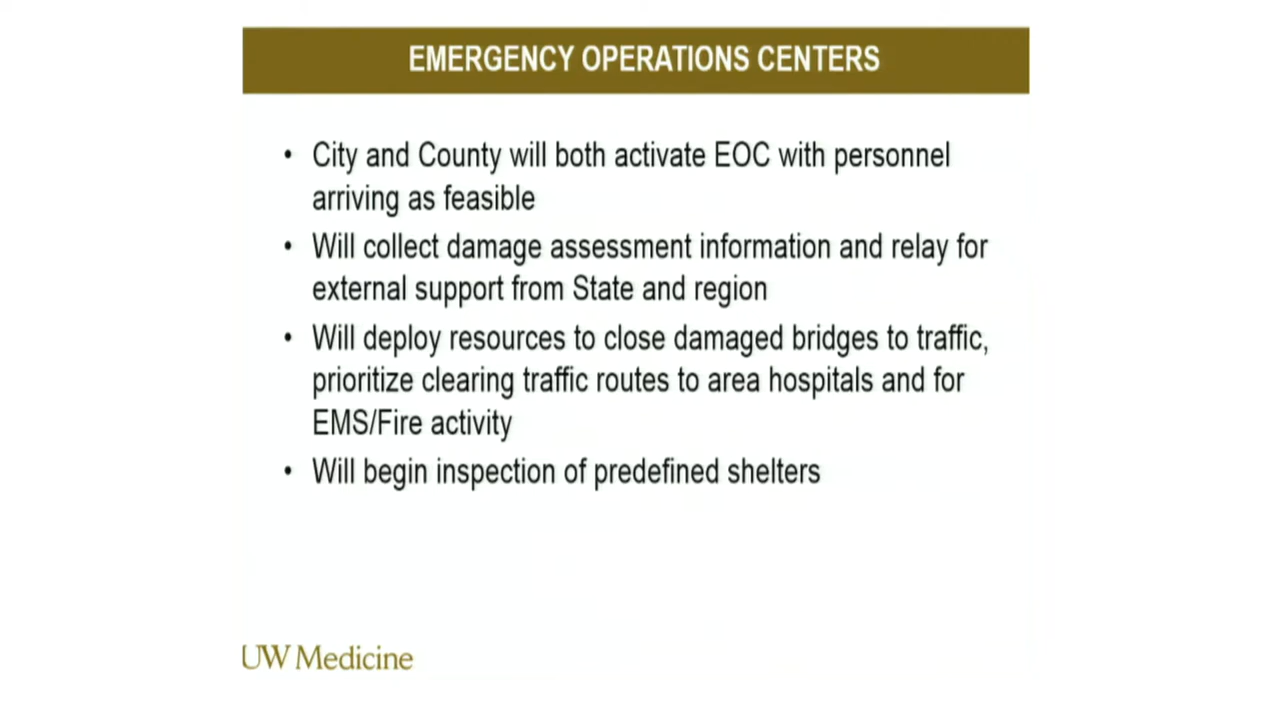 EMERGENCY OPERATIONS CENTERS
• City and County will both activate EOC with personnel
arriving as feasible
• Will collect damage assessment information and relay for
external support from State and region
• Will deploy resources to close damaged bridges to traffic,
prioritize clearing traffic routes to area hospitals and for
EMS/Fire activity
• Will begin inspection of predefined shelters
UW Medicine